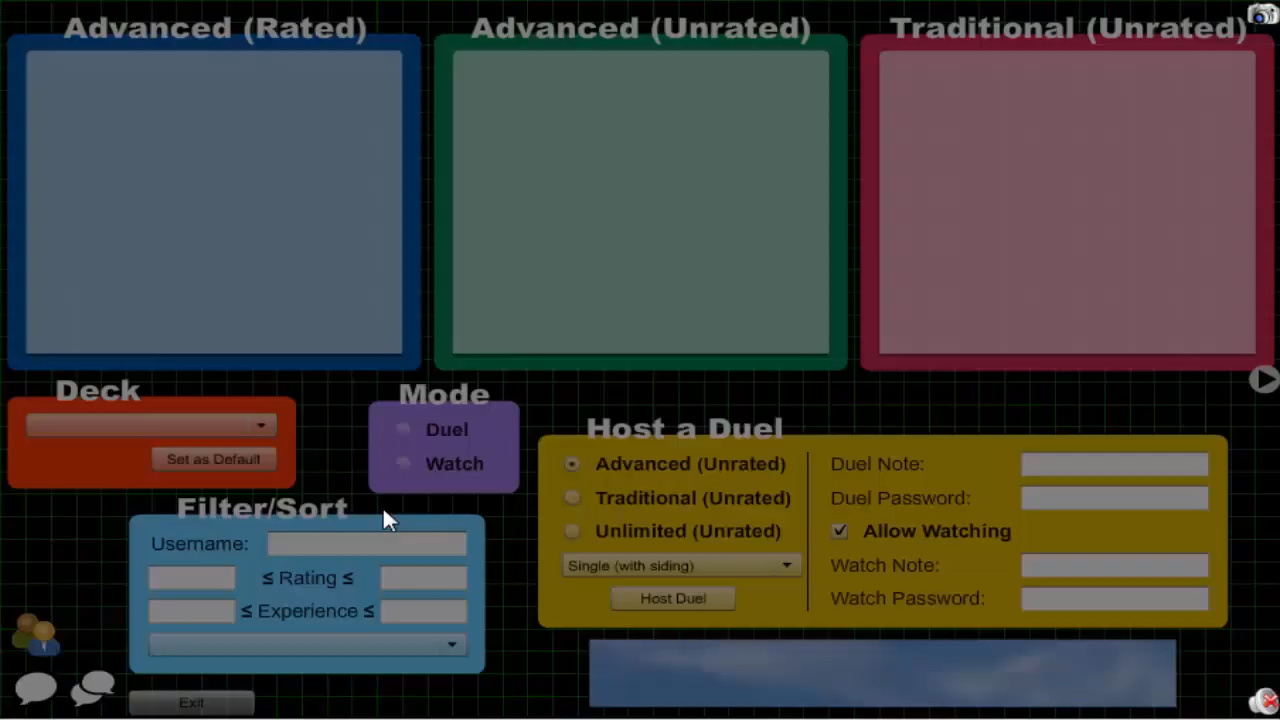 Advanced (Rated)
Advanced (Unrated)
Traditional (Unrated)
Deck
Set as Default
Mode
Duel
Watch
Host a Duel
Advanced (Unrated)
Traditional (Unrated)
Unlimited (Unrated)
Single (with siding)
Host Duel
Duel Note:
Duel Password:
Allow Watching
Watch Note:
Watch Password:
Filter/Sort
Username:
≤ Rating ≤
≤ Experience ≤
Exit